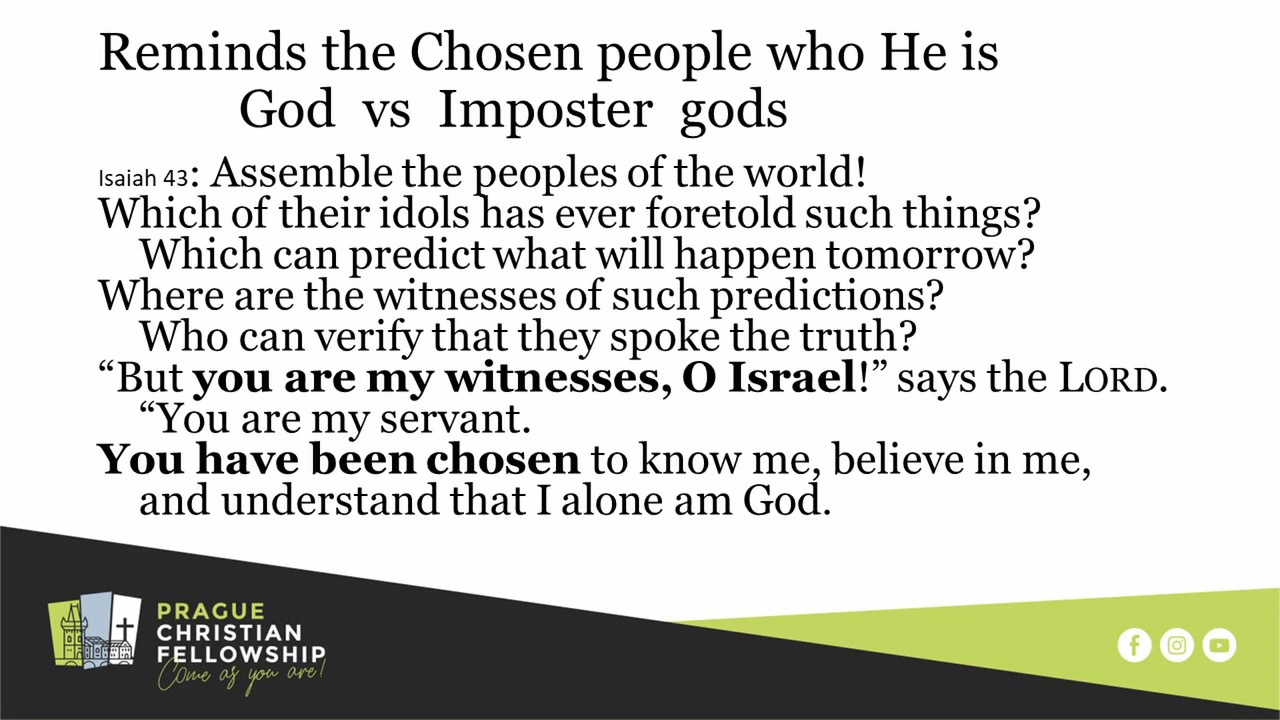 Reminds the Chosen people who He is
God vs Imposter gods
Isaiah 43: Assemble the peoples of the world!
Which of their idols has ever foretold such things?
Which can predict what will happen tomorrow?
Where are the witnesses of such predictions?
Who can verify that they spoke the truth?
“But you are my witnesses, O Israel!” says the LORD.
“You are my servant.
You have been chosen to know me, believe in me,
and understand that I alone am God.
PRAGUE
CHRISTIAN
FELLOWSHIP
Come as you are!